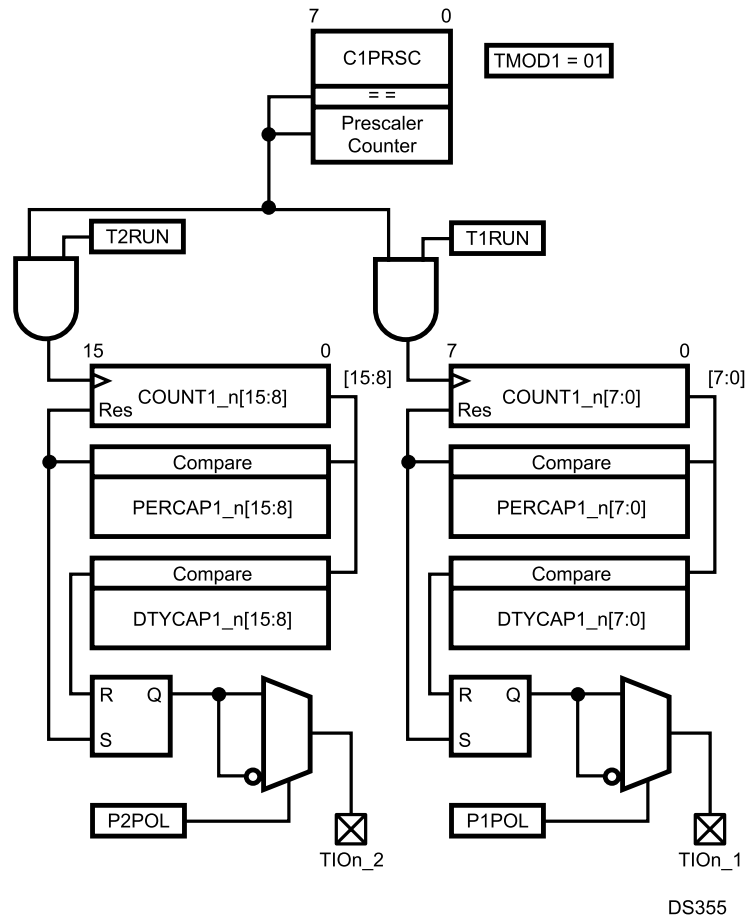 7 0
C1PRSC
TMOD1 = 01
= =
Prescaler
Counter
T2RUN
T1RUN
15 0
7 0
COUNT1_n[15:8]
[15:8]
Res
COUNT1_n[7:0]
[7:0]
Res
Compare
PERCAP1_n[15:8]
Compare
PERCAP1_n[7:0]
Compare
DTYCAP1_n[15:8]
Compare
DTYCAP1_n[7:0]
R Q
S
R Q
S
P2POL
P1POL
TIOn_2
TIOn_1
DS355